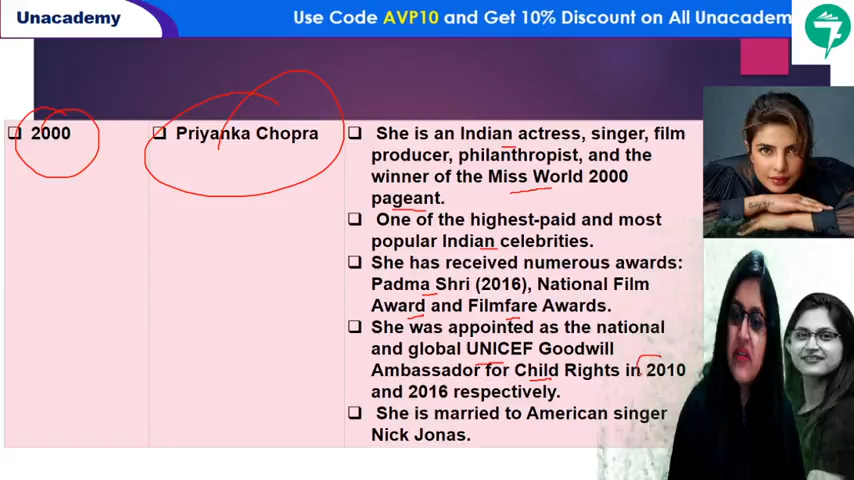 Unacademy
Use Code AVP10 and Get 10% Discount on All Unacadem
❑ 2000
❑ Priyanka Chopra
❑ She is an Indian actress, singer, film
producer, philanthropist, and the
winner of the Miss World 2000
pageant.
❑ One of the highest-paid and most
popular Indian celebrities.
❑ She has received numerous awards:
Padma Shri (2016), National Film
Award and Filmfare Awards.
❑ She was appointed as the national
and global UNICEF Goodwill
Ambassador for Child Rights in 2010
and 2016 respectively.
❑ She is married to American singer
Nick Jonas.